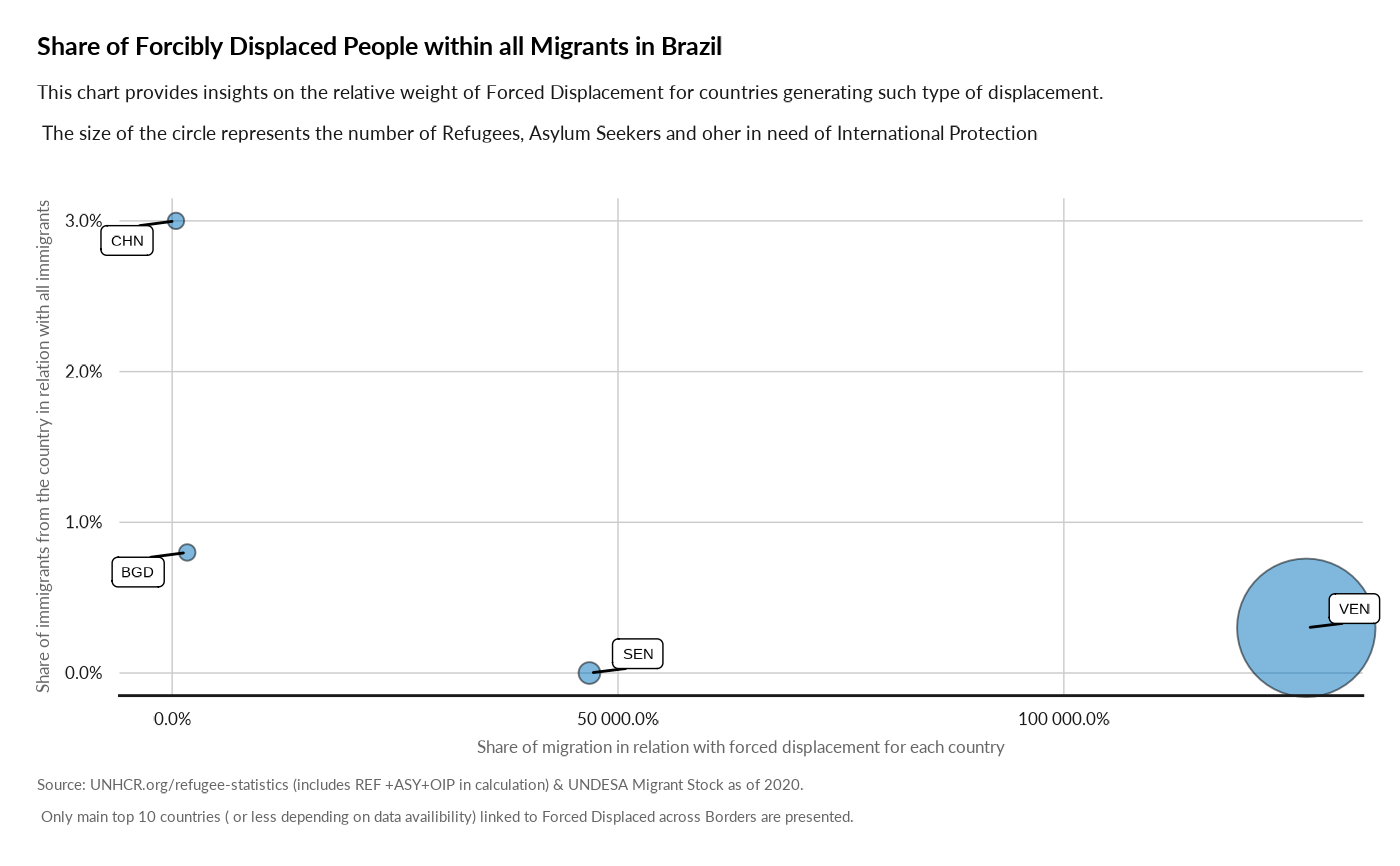 Share of Forcibly Displaced People within all Migrants in Brazil
This chart provides insights on the relative weight of Forced Displacement for countries generating such type of displacement.
The size of the circle represents the number of Refugees, Asylum Seekers and oher in need of International Protection
Share of immigrants from the country in relation with all immigrants
3.0%
CHN
2.0%
1.0%
BGD
VEN
SEN
0.0%
0.0%
50 000.0%
100 000.0%
Share of migration in relation with forced displacement for each country
Source: UNHCR.org/refugee-statistics (includes REF +ASY+OIP in calculation) & UNDESA Migrant Stock as of 2020.
Only main top 10 countries ( or less depending on data availibility) linked to Forced Displaced across Borders are presented.